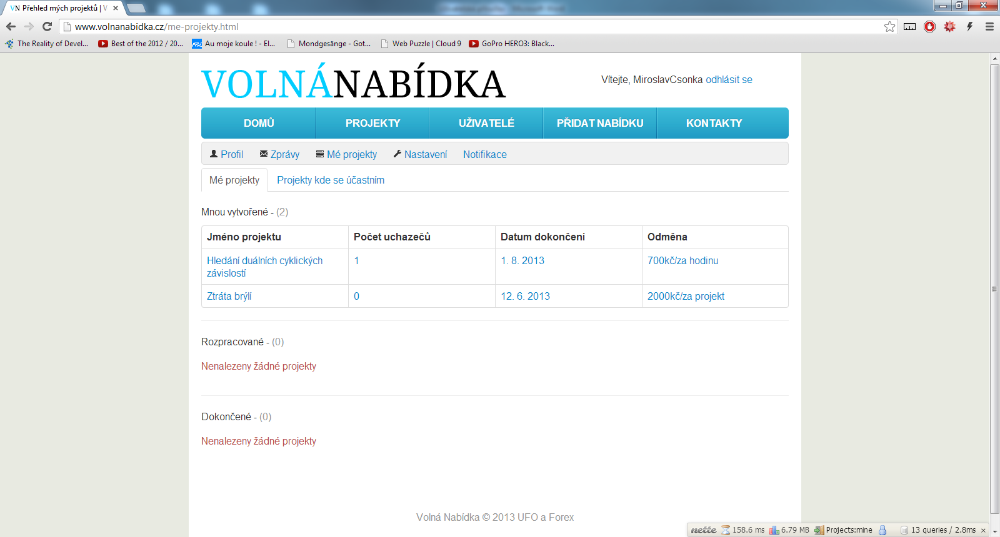 VN Přehled mých projektů | V
www.volnanabidka.cz/me-projekty.html
The Reality of Devel...
Best of the 2012 / 20...
Au moje koule ! - El...
Mondgesänge - Got...
Web Puzzle | Cloud 9
GoPro HERO3: Black...
VOLNÁNABÍDKA
Vítejte, MiroslavCsonka odhlásit se
DOMŮ
PROJEKTY
UŽIVATELÉ
PŘIDAT NABÍDKU
KONTAKTY
Profil
Zprávy
Mé projekty
Nastavení
Notifikace
Mé projekty
Projekty kde se účastním
Mnou vytvořené - (2)
Jméno projektu
Počet uchazečů
Datum dokončení
Odměna
Hledání duálních cyklických
závislostí
1
1. 8. 2013
700kč/za hodinu
Ztráta brýlí
0
12. 6. 2013
2000kč/za projekt
Rozpracované - (0)
Nenalezeny žádné projekty
Dokončené - (0)
Nenalezeny žádné projekty
Volná Nabídka © 2013 UFO a Forex
nette 158.6 ms 6.79 MB Projects:mine 13 queries / 2.8ms ×